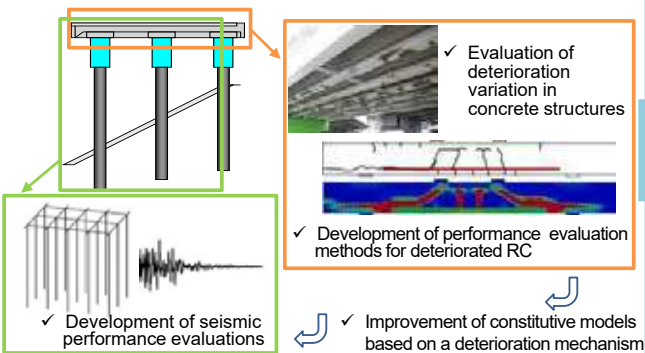 ✓ Evaluation of
deterioration
variation in
concrete structures
✓ Development of performance evaluation
methods for deteriorated RC
✓ Development of seismic
performance evaluations
✓ Improvement of constitutive models
based on a deterioration mechanism